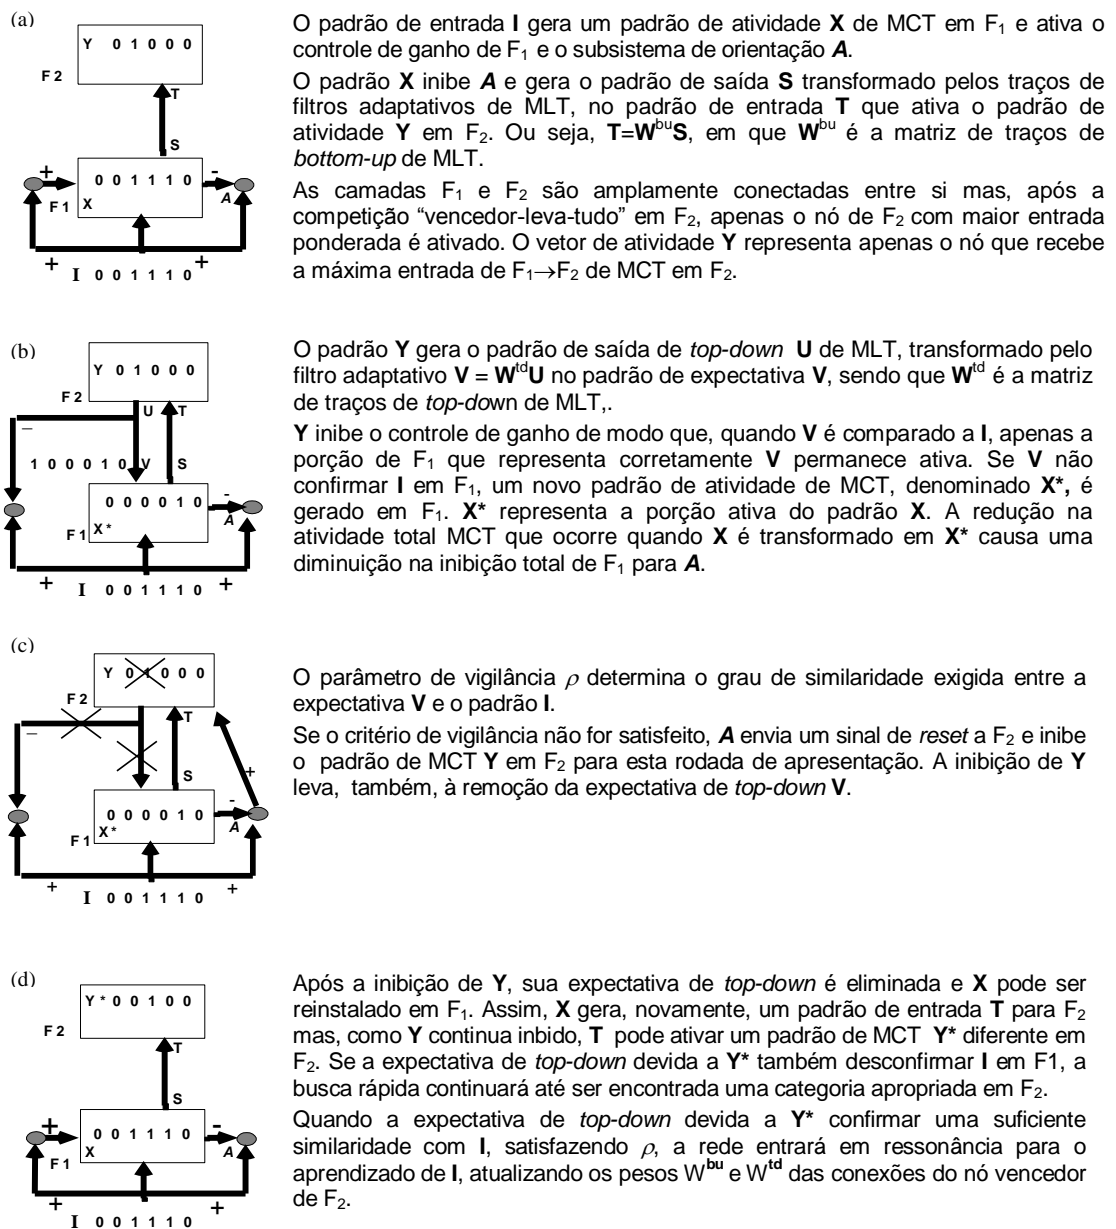 (a)
Y 0 1 0 0 0
F 2
T
S
+
0 0 1 1 1 0
-
F 1
X
A
+
+
I 0 0 1 1 1 0
O padrão de entrada I gera um padrão de atividade X de MCT em F1 e ativa o
controle de ganho de F1 e o subsistema de orientação A.
O padrão X inibe A e gera o padrão de saída S transformado pelos traços de
filtros adaptativos de MLT, no padrão de entrada T que ativa o padrão de
atividade Y em F2. Ou seja, T=WbuS, em que Wbu é a matriz de traços de
bottom-up de MLT.
As camadas F1 e F2 são amplamente conectadas entre si mas, após a
competição “vencedor-leva-tudo” em F2, apenas o nó de F2 com maior entrada
ponderada é ativado. O vetor de atividade Y representa apenas o nó que recebe
a máxima entrada de F1→F2 de MCT em F2.
(b)
Y 0 1 0 0 0
F 2
U T
–
1 0 0 0 1 0 V S
0 0 0 0 1 0
-
A
F 1 X*
+
+
I 0 0 1 1 1 0
O padrão Y gera o padrão de saída de top-down U de MLT, transformado pelo
filtro adaptativo V = WtdU no padrão de expectativa V, sendo que Wtd é a matriz
de traços de top-down de MLT,.
Y inibe o controle de ganho de modo que, quando V é comparado a I, apenas a
porção de F1 que representa corretamente V permanece ativa. Se V não
confirmar I em F1, um novo padrão de atividade de MCT, denominado X*, é
gerado em F1. X* representa a porção ativa do padrão X. A redução na
atividade total MCT que ocorre quando X é transformado em X* causa uma
diminuição na inibição total de F1 para A.
(c)
Y 0 1 0 0 0
F 2
T
–
+
S
0 0 0 0 1 0
-
A
F 1 X*
+
+
I 0 0 1 1 1 0
O parâmetro de vigilância ρ determina o grau de similaridade exigida entre a
expectativa V e o padrão I.
Se o critério de vigilância não for satisfeito, A envia um sinal de reset a F2 e inibe
o padrão de MCT Y em F2 para esta rodada de apresentação. A inibição de Y
leva, também, à remoção da expectativa de top-down V.
(d)
Y * 0 0 1 0 0
F 2
T
S
+
0 0 1 1 1 0
-
F 1
X
A
+
+
I 0 0 1 1 1 0
Após a inibição de Y, sua expectativa de top-down é eliminada e X pode ser
reinstalado em F1. Assim, X gera, novamente, um padrão de entrada T para F2
mas, como Y continua inbido, T pode ativar um padrão de MCT Y* diferente em
F2. Se a expectativa de top-down devida a Y* também desconfirmar I em F1, a
busca rápida continuará até ser encontrada uma categoria apropriada em F2.
Quando a expectativa de top-down devida a Y* confirmar uma suficiente
similaridade com I, satisfazendo ρ, a rede entrará em ressonância para o
aprendizado de I, atualizando os pesos Wbu e Wtd das conexões do nó vencedor
de F2.